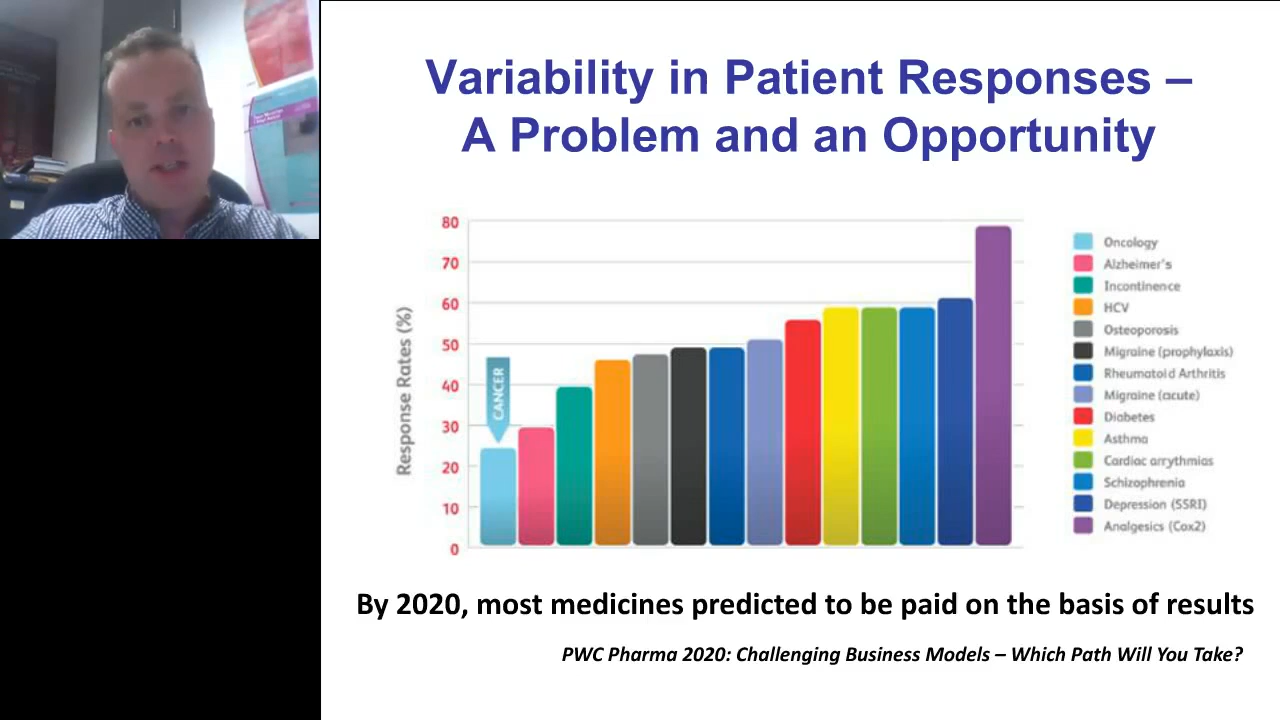 Variability in Patient Responses –
A Problem and an Opportunity
80
70
60
50
40
30
20
10
0
Response Rates (%)
CANCER
Oncology
Alzheimer's
Incontinence
HCV
Osteoporosis
Migraine (prophylaxis)
Rheumatoid Arthritis
Migraine (acute)
Diabetes
Asthma
Cardiac arrythmias
Schizophrenia
Depression (SSRI)
Analgesics (Cox2)
By 2020, most medicines predicted to be paid on the basis of results
PWC Pharma 2020: Challenging Business Models – Which Path Will You Take?